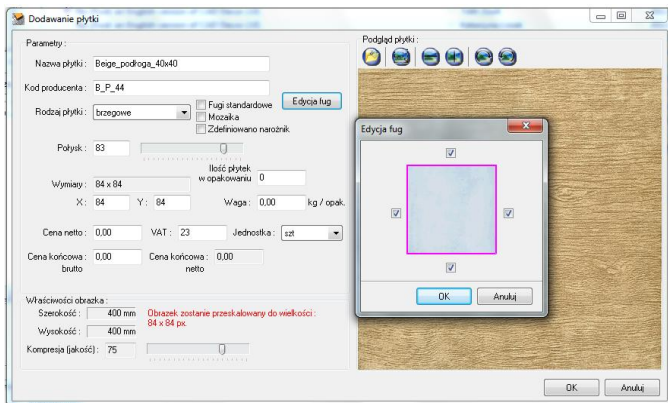 Dodawanie płytki
Parametry :
Nazwa płytki : Beige_podłoga_40x40
Kod producenta : B_P_44
Rodzaj płytki : brzegowe
Fugi standardowe
Mozaika
Zdefiniowano narożnik
Edycja fug
Połysk : 83
Ilość płytek
w opakowaniu 0
Wymiary : 84 x 84
X : 84 Y : 84 Waga : 0,00 kg / opak.
Cena netto : 0,00 VAT : 23 Jednostka : szt
Cena końcowa : 0,00 Cena końcowa : 0,00
brutto netto
Właściwości obrazka :
Szerokość : 400 mm
Wysokość : 400 mm
Obrazek zostanie przeskalowany do wielkości :
84 x 84 px.
Kompresja (jakość) : 75
Podgląd płytki :
Edycja fug
OK Anuluj
OK Anuluj